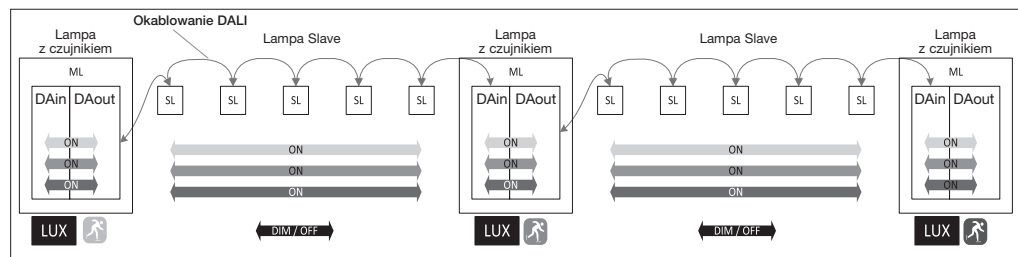 Okablowanie DALI
Lampa
z czujnikiem
Lampa Slave
Lampa
z czujnikiem
Lampa Slave
Lampa
z czujnikiem
ML
ML
ML
DAin DAout
SL SL SL SL SL
DAin DAout
SL SL SL SL SL
DAin DAout
ON ON ON ON ON
ON ON ON ON ON
ON ON ON ON ON
LUX DIM / OFF LUX DIM / OFF LUX